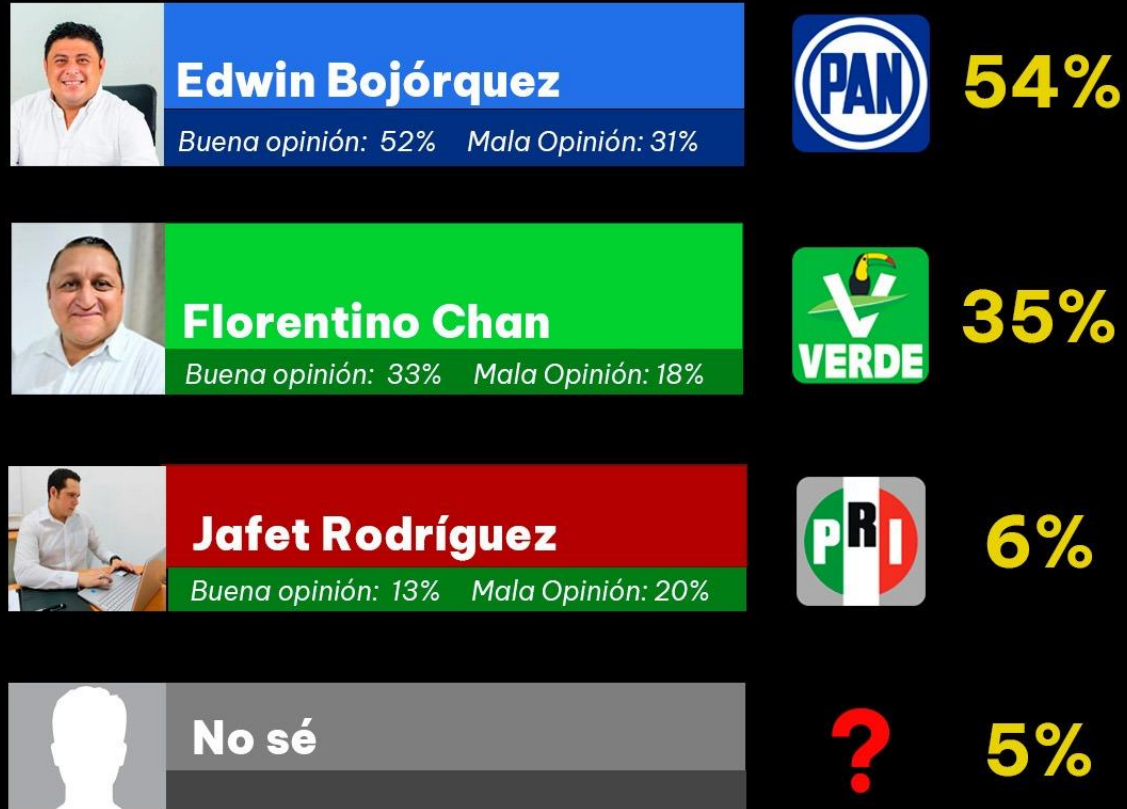 Edwin Bojórquez
Buena opinión: 52% Mala Opinión: 31%
PAN
54%
Florentino Chan
Buena opinión: 33% Mala Opinión: 18%
VERDE
35%
Jafet Rodríguez
Buena opinión: 13% Mala Opinión: 20%
PRI
6%
No sé
?
5%